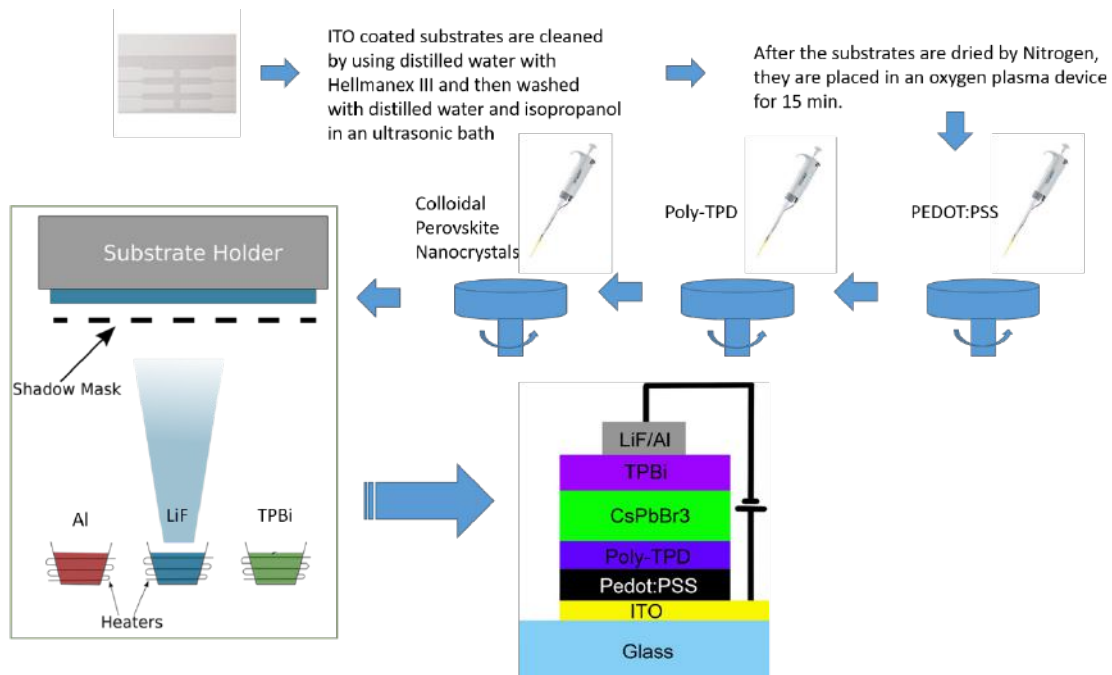 ITO coated substrates are cleaned
by using distilled water with
Hellmanex III and then washed
with distilled water and isopropanol
in an ultrasonic bath
After the substrates are dried by Nitrogen,
they are placed in an oxygen plasma device
for 15 min.
PEDOT:PSS
Poly-TPD
Colloidal
Perovskite
Nanocrystals
Substrate Holder
Shadow Mask
Al
LiF
TPBi
Heaters
LiF/Al
TPBi
CsPbBr3
Poly-TPD
Pedot:PSS
ITO
Glass